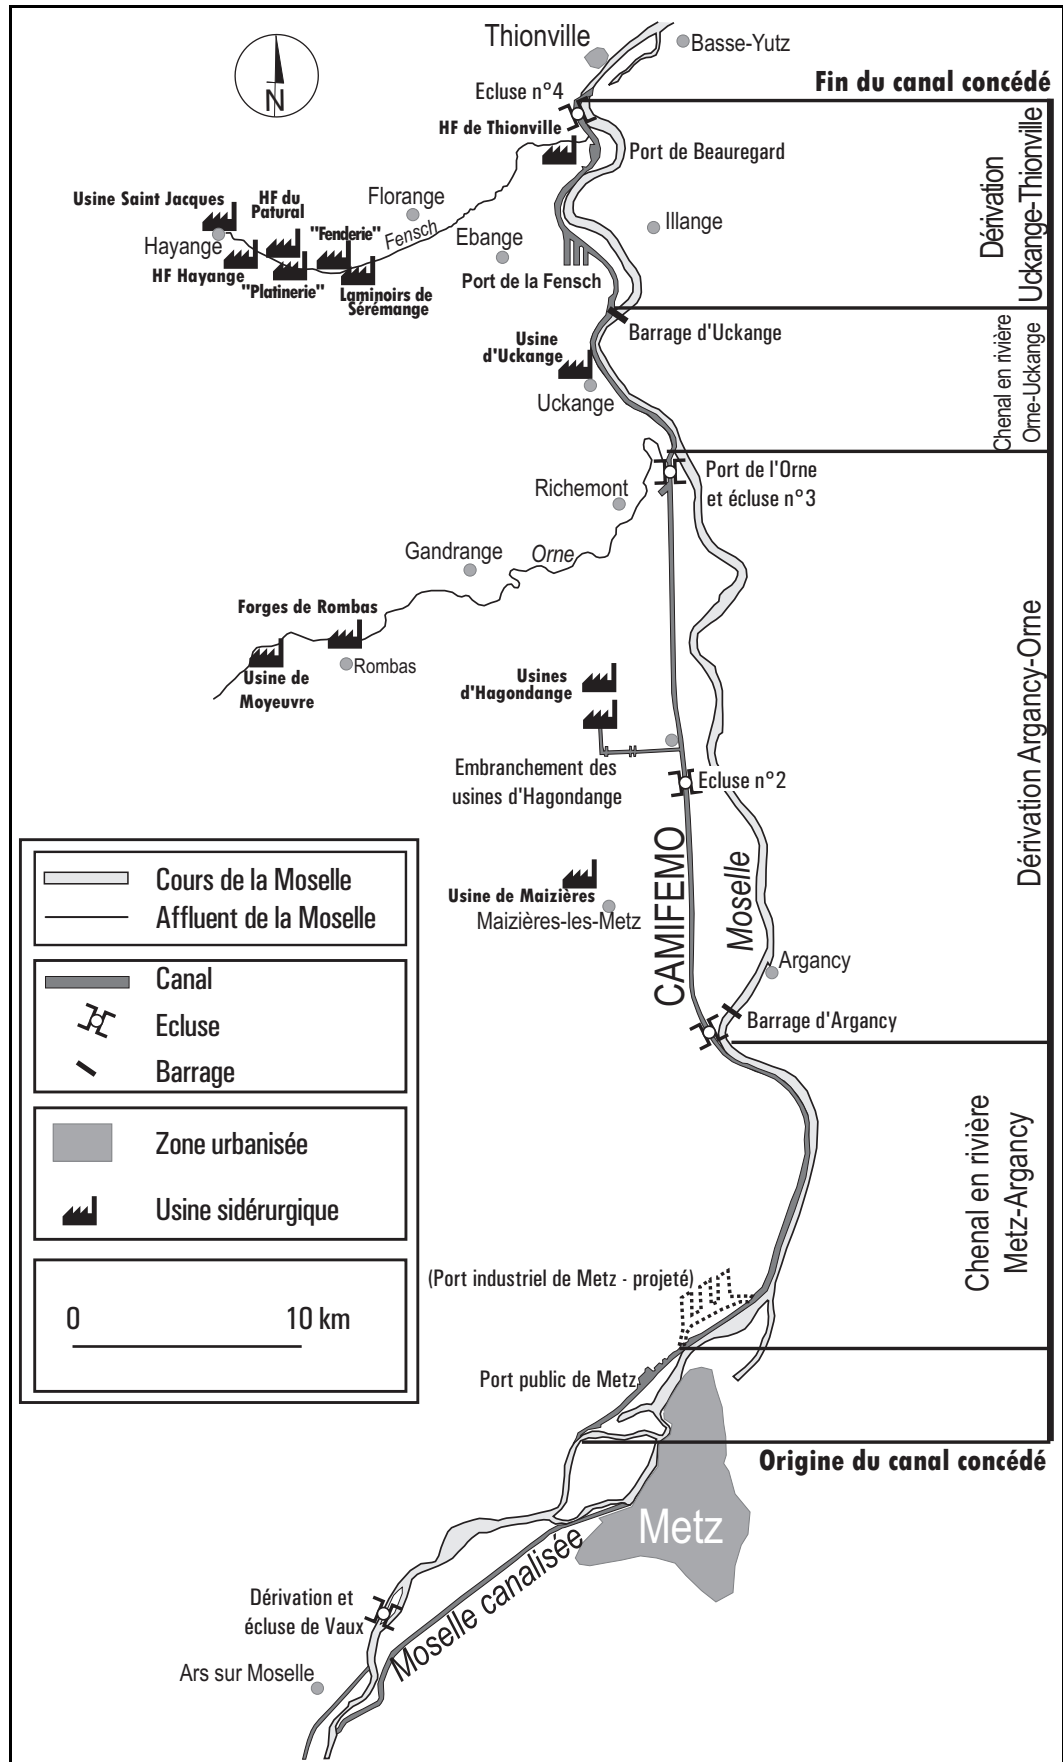 Thionville
Basse-Yutz
N
Fin du canal concédé
Ecluse n°4
HF de Thionville
Port de Beauregard
Dérivation
Uckange-Thionville
Usine Saint Jacques
HF du
Patural
Florange
Fensch
"Fenderie"
Ebange
Illange
Hayange
HF Hayange
"Platinerie"
Laminoirs de
Sérémange
Port de la Fensch
Usine
d'Uckange
Barrage d'Uckange
Chenal en rivière
Orne-Uckange
Uckange
Richemont
Port de l'Orne
et écluse n°3
Gandrange
Orne
Forges de Rombas
Rombas
Usine de
Moyeuvre
Usines
d'Hagondange
Embranchement des
usines d'Hagondange
Ecluse n°2
Dérivation Argancy-Orne
CAMIFEMO
Moselle
Usine de Maizières
Maizières-les-Metz
Argancy
Barrage d'Argancy
Cours de la Moselle
Affluent de la Moselle
Canal
Ecluse
Barrage
Zone urbanisée
Usine sidérurgique
0 10 km
Chenal en rivière
Metz-Argancy
(Port industriel de Metz - projeté)
Port public de Metz
Origine du canal concédé
Metz
Moselle canalisée
Dérivation et
écluse de Vaux
Ars sur Moselle